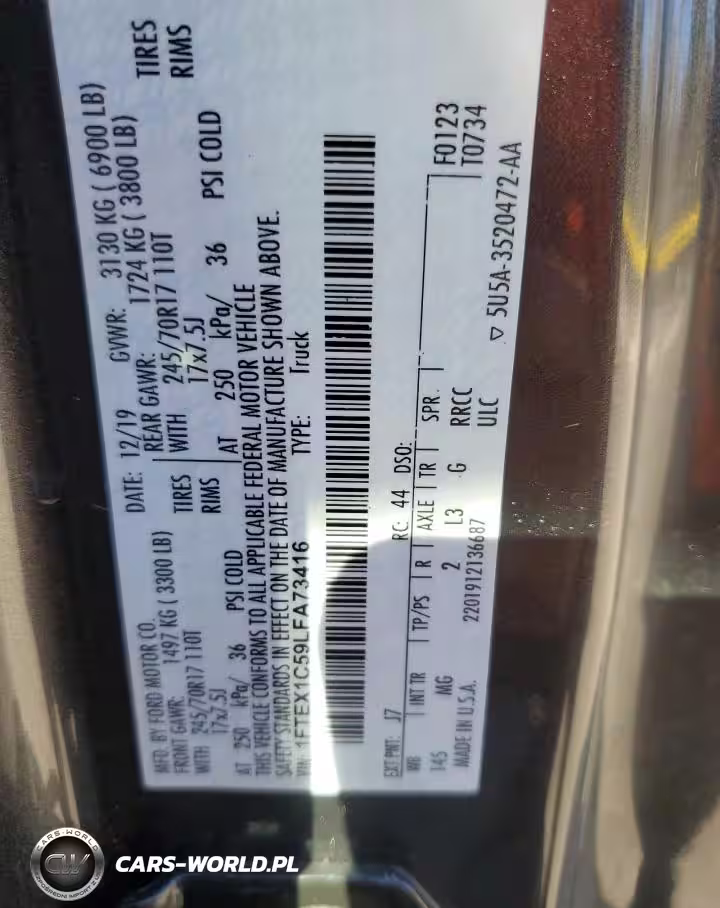 MFD. BY FORD MOTOR CO.
DATE: 12/19 GVWR: 3130 KG ( 6900 LB)
FRONT GAWR: 1497 KG ( 3300 LB)
REAR GAWR: 1724 KG ( 3800 LB)
WITH 245/70R17 110T TIRES
17x7.5J RIMS
WITH 245/70R17 110T TIRES
17x7.5J RIMS
AT 250 kPa/ 36 PSI COLD
AT 250 kPa/ 36 PSI COLD
THIS VEHICLE CONFORMS TO ALL APPLICABLE FEDERAL MOTOR VEHICLE
SAFETY STANDARDS IN EFFECT ON THE DATE OF MANUFACTURE SHOWN ABOVE.
VIN: 1FTEX1C59LFA73416 TYPE: Truck
EXT PNT: J7 RC: 44 DSO:
WB INT TR TP/PS R AXLE TR SPR F0123
145 MG 2 L3 G RRCC T0734
MADE IN U.S.A. 2201912136687 ULC
▽ 5U5A-3520472-AA
CARS-WORLD
CW
CARS-WORLD.PL